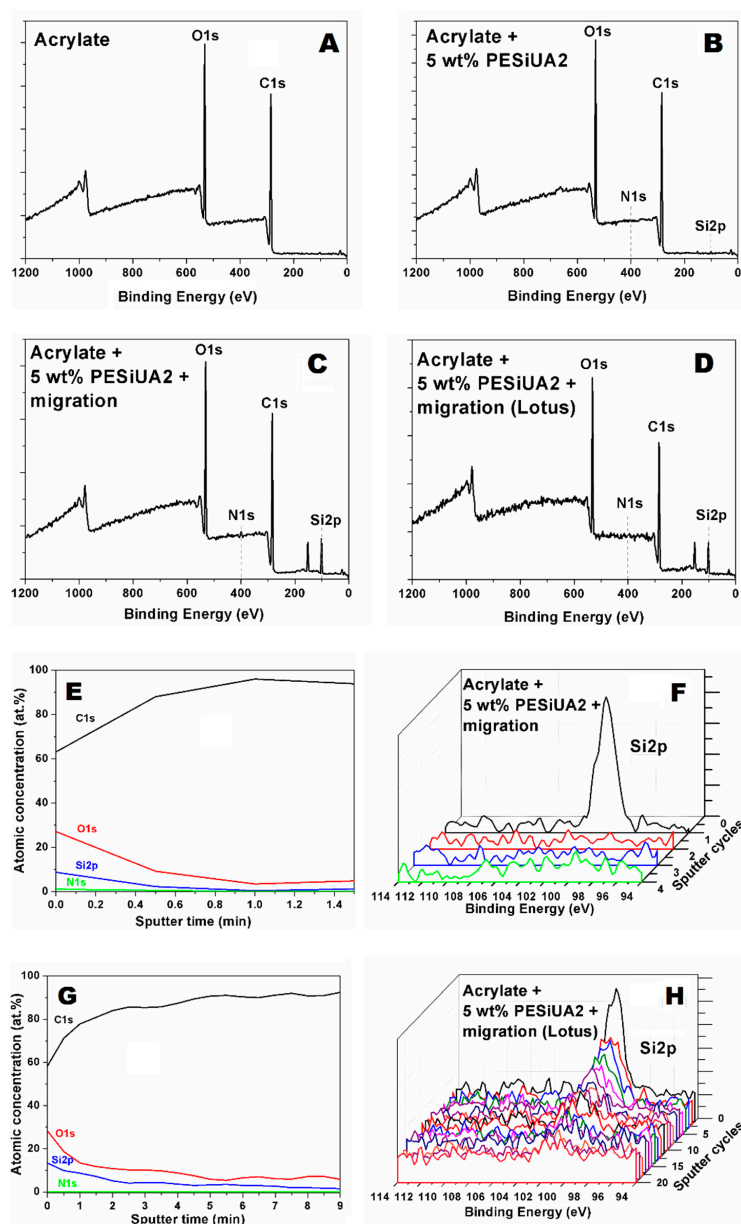 Acrylate
A
O1s
C1s
1200 1000 800 600 400 200 0
Binding Energy (eV)
Acrylate +
5 wt% PESiUA2
B
O1s
C1s
N1s
Si2p
1200 1000 800 600 400 200 0
Binding Energy (eV)
Acrylate +
5 wt% PESiUA2 +
migration
C
O1s
C1s
N1s
Si2p
1200 1000 800 600 400 200 0
Binding Energy (eV)
Acrylate +
5 wt% PESiUA2 +
migration (Lotus)
D
O1s
C1s
N1s
Si2p
1200 1000 800 600 400 200 0
Binding Energy (eV)
E
Atomic concentration (at.%)
100
80
60
40
20
0
C1s
O1s
Si2p
N1s
0.0 0.2 0.4 0.6 0.8 1.0 1.2 1.4
Sputter time (min)
F
Acrylate +
5 wt% PESiUA2 +
migration
Si2p
114 112 110 108 106 104 102 100 98 96 94
Binding Energy (eV)
0
1
2
3
4
Sputter cycles
G
Atomic concentration (at.%)
100
80
60
40
20
0
C1s
O1s
Si2p
N1s
0 1 2 3 4 5 6 7 8 9
Sputter time (min)
H
Acrylate +
5 wt% PESiUA2 +
migration (Lotus)
Si2p
114 112 110 108 106 104 102 100 98 96 94
Binding Energy (eV)
0
5
10
15
20
Sputter cycles